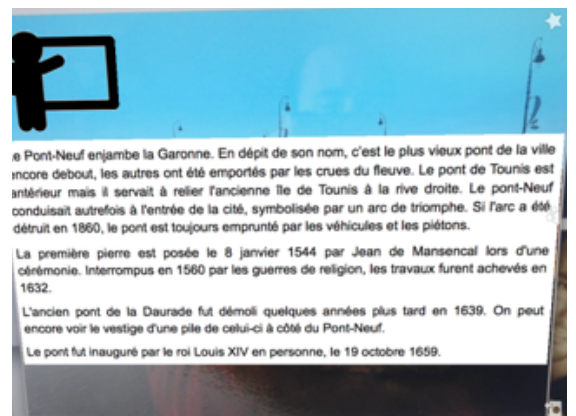 e Pont-Neuf enjambe la Garonne. En dépit de son nom, c'est le plus vieux pont de la ville
encore debout, les autres ont été emportés par les crues du fleuve. Le pont de Tounis est
antérieur mais il servait à relier l'ancienne île de Tounis à la rive droite. Le pont-Neuf
conduisait autrefois à l'entrée de la cité, symbolisée par un arc de triomphe. Si l'arc a été
détruit en 1860, le pont est toujours emprunté par les véhicules et les piétons.
La première pierre est posée le 8 janvier 1544 par Jean de Mansencal lors d'une
cérémonie. Interrompus en 1560 par les guerres de religion, les travaux furent achevés en
1632.
L'ancien pont de la Daurade fut démoli quelques années plus tard en 1639. On peut
encore voir le vestige d'une pile de celui-ci à côté du Pont-Neuf.
Le pont fut inauguré par le roi Louis XIV en personne, le 19 octobre 1659.